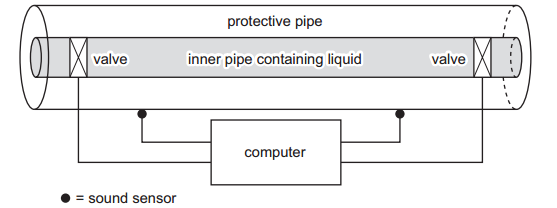 protective pipe
valve
inner pipe containing liquid
valve
computer
= sound sensor